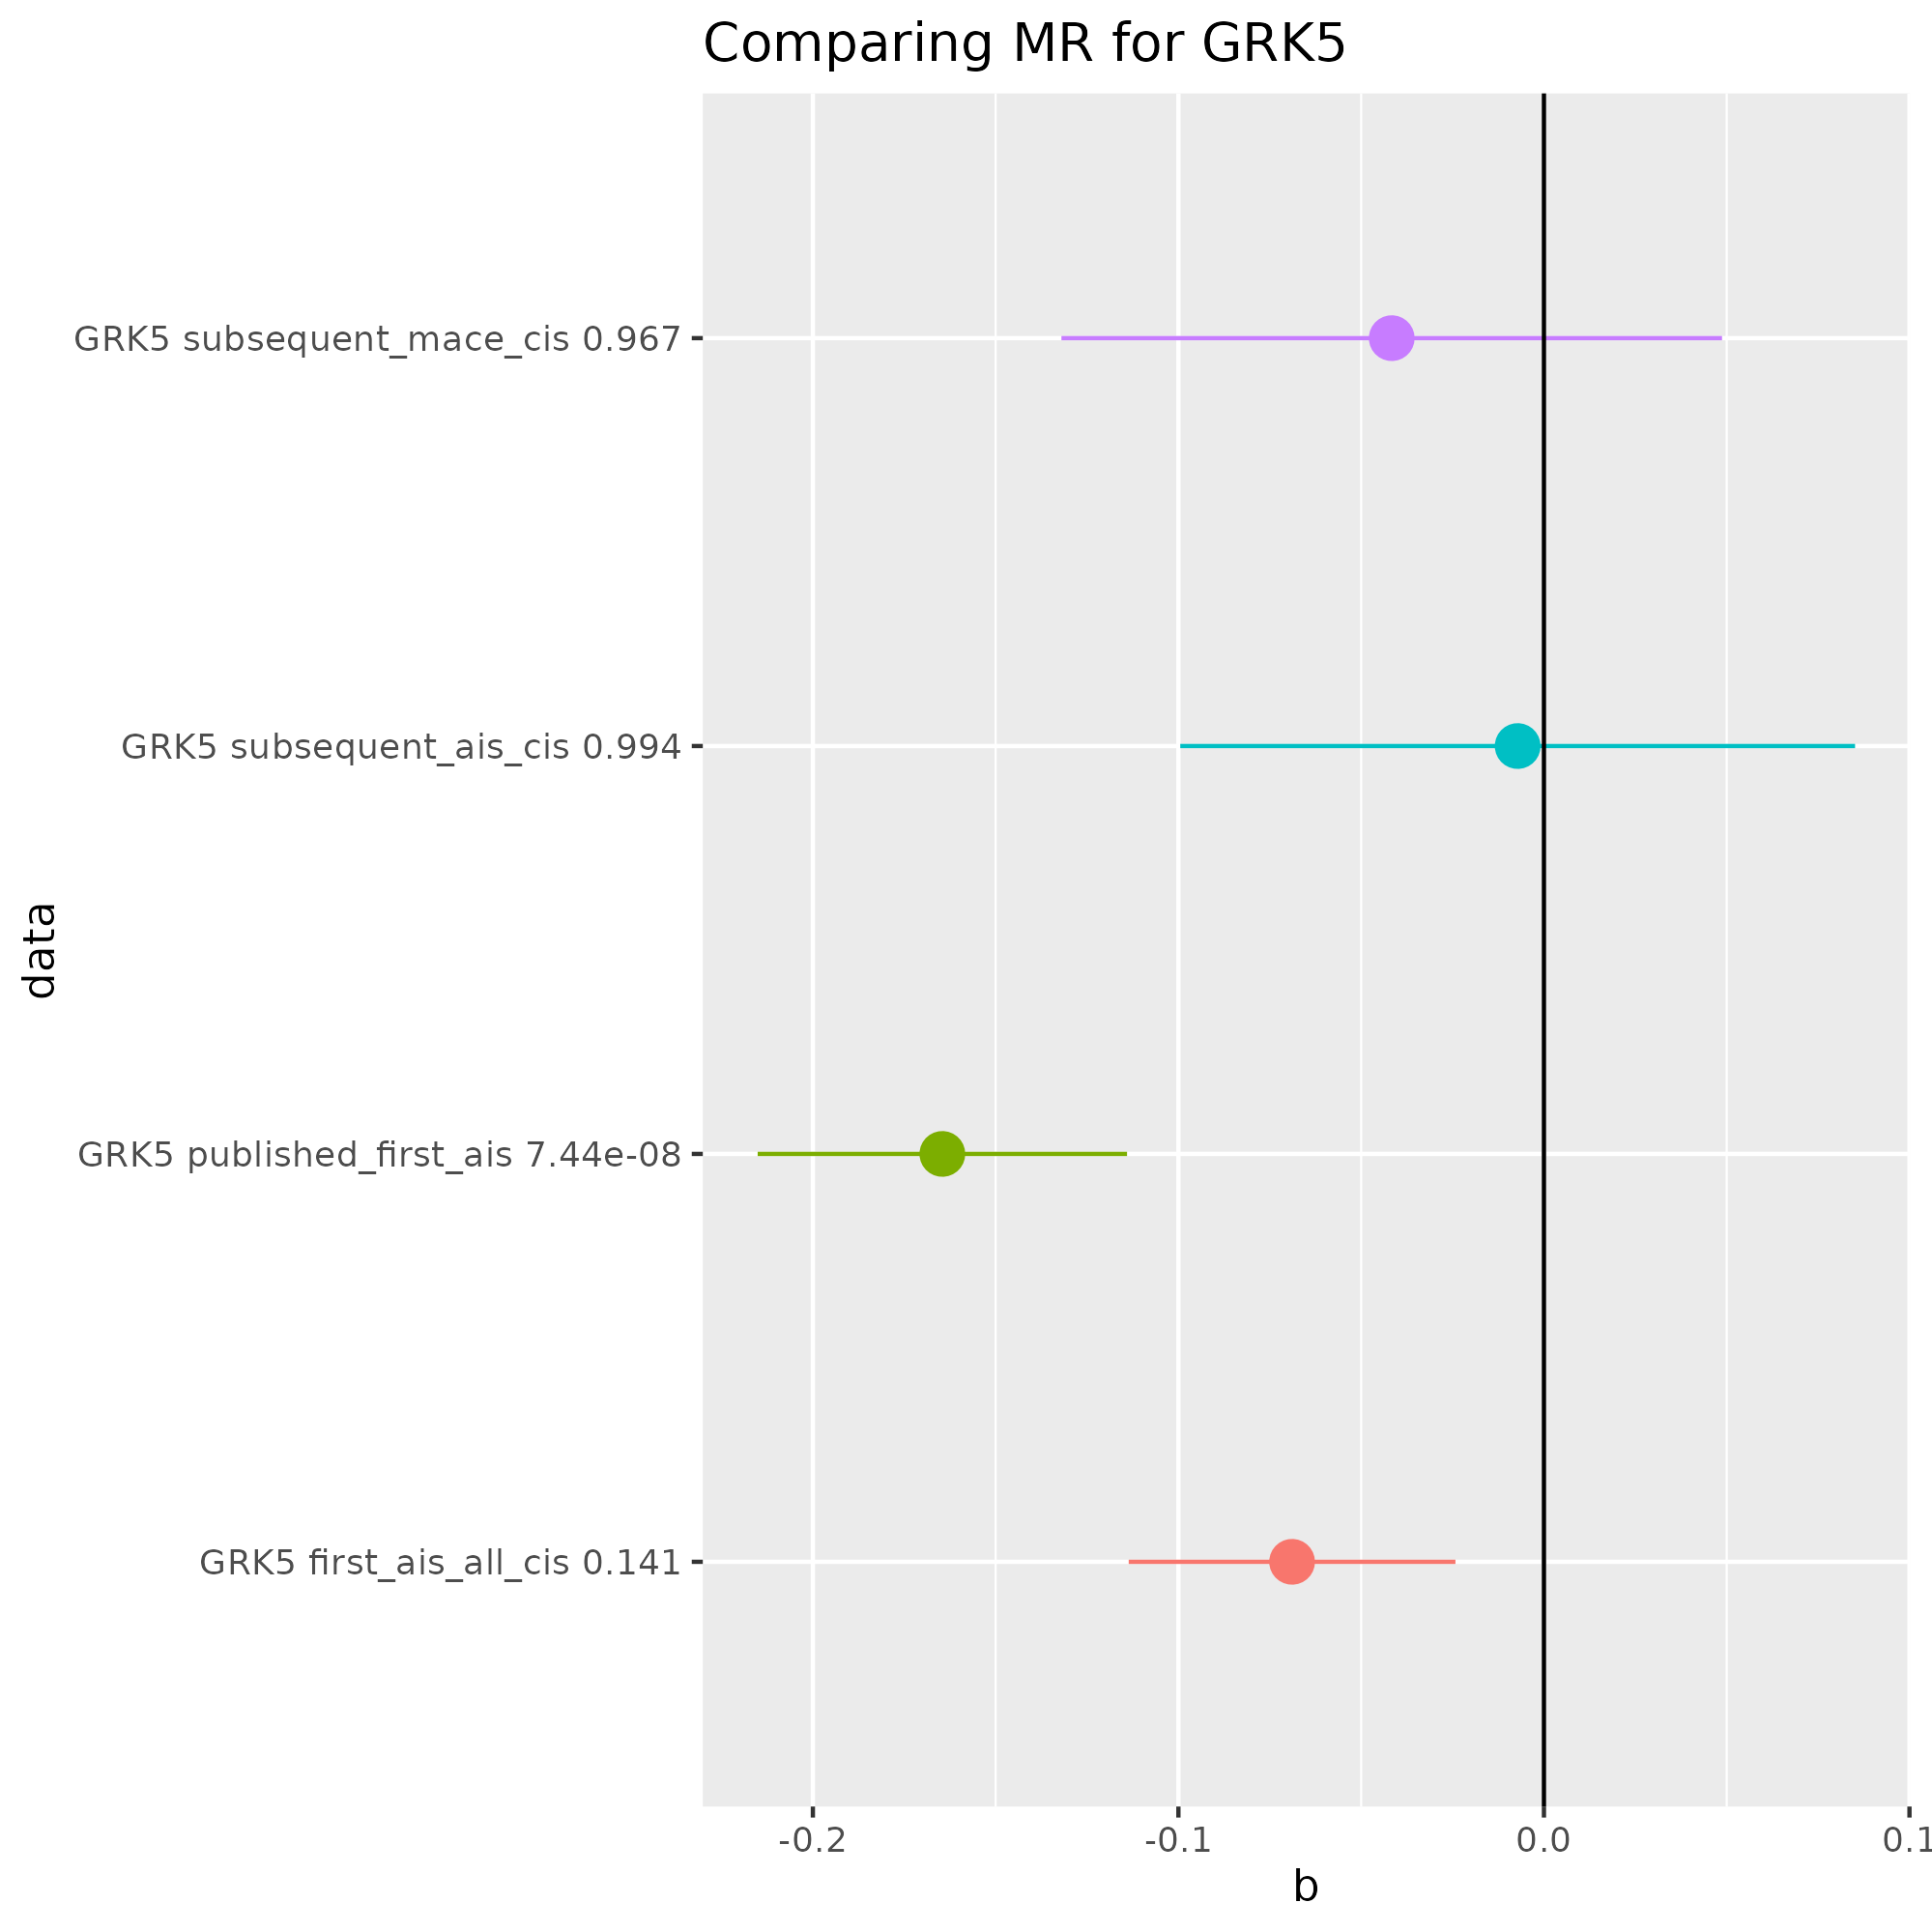 Comparing MR for GRK5
GRK5 subsequent_mace_cis 0.967
GRK5 subsequent_ais_cis 0.994
data
GRK5 published_first_ais 7.44e-08
GRK5 first_ais_all_cis 0.141
-0.2 -0.1 0.0 0.1
b